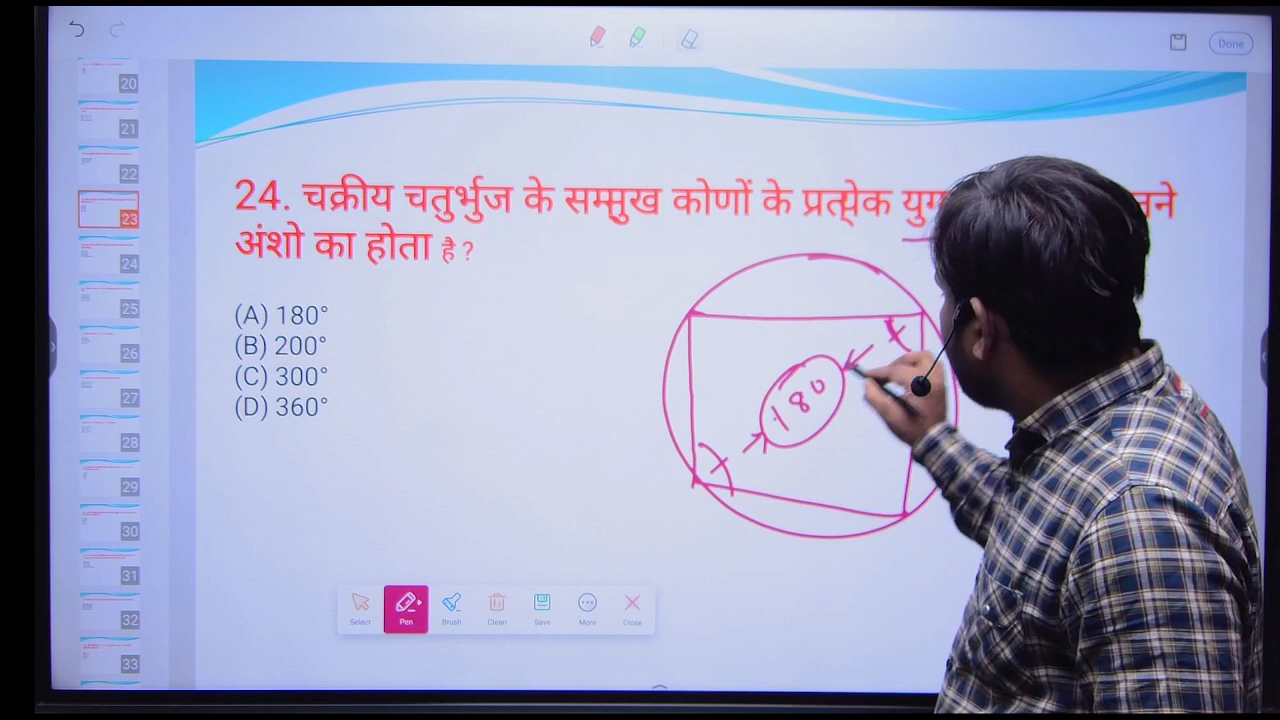 Done
20
21
22
23
24
25
26
27
28
29
30
31
32
33
24. चक्रीय चतुर्भुज के सम्मुख कोणों के प्रत्येक
अंशो का होता है ?
(A) 180°
(B) 200°
(C) 300°
(D) 360°
180
Select
Pen
Brush
Clean
Save
More
Close